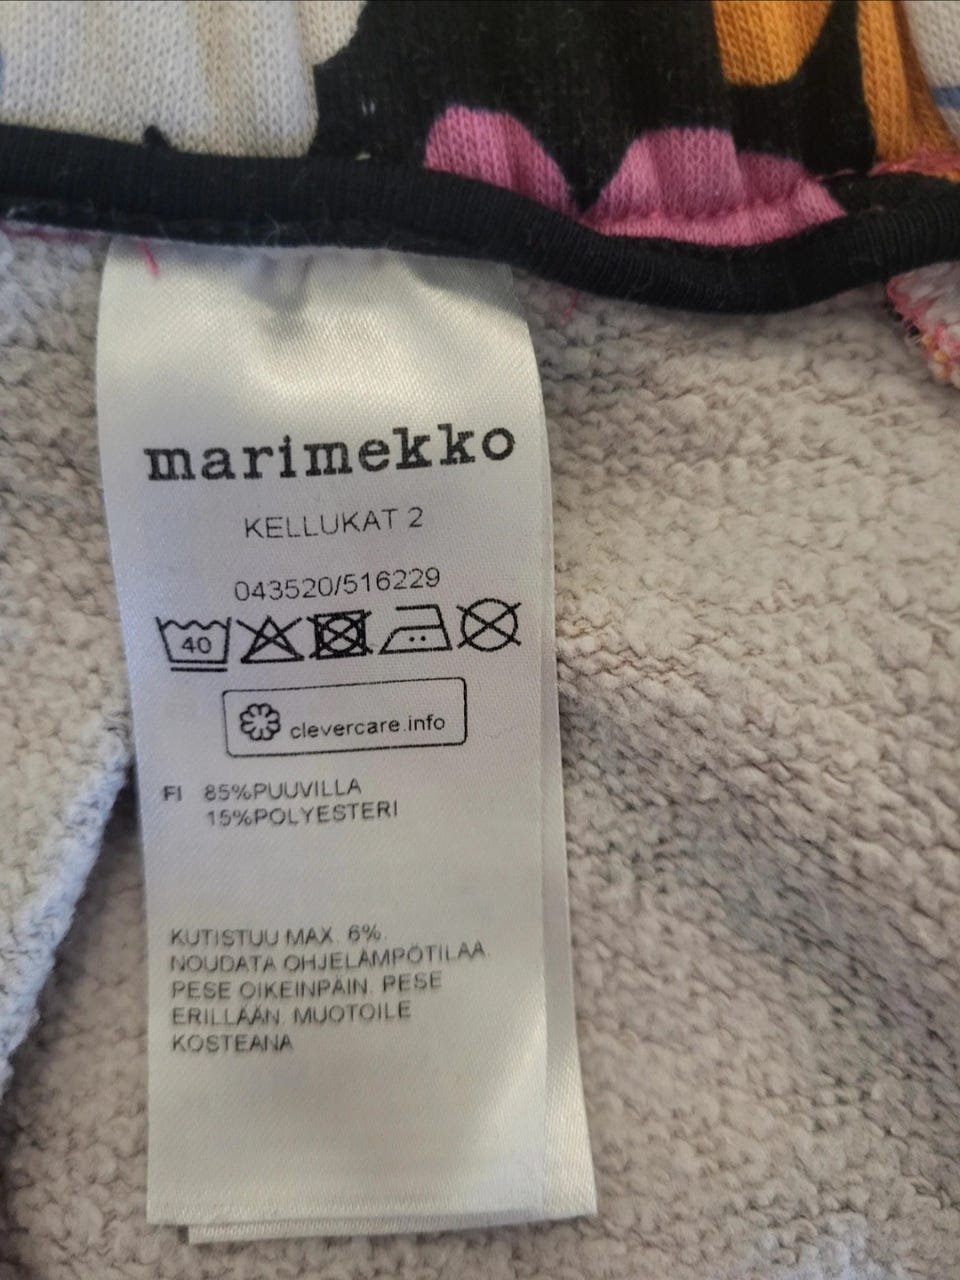 marimekko
KELLUKAT 2
043520/516229
40
clevercare.info
FI 85%PUUVILLA
15%POLYESTERI
KUTISTUU MAX. 6%.
NOUDATA OHJELÄMPÖTILAA.
PESE OIKEINPÄIN. PESE
ERILLÄÄN. MUOTOILE
KOSTEANA